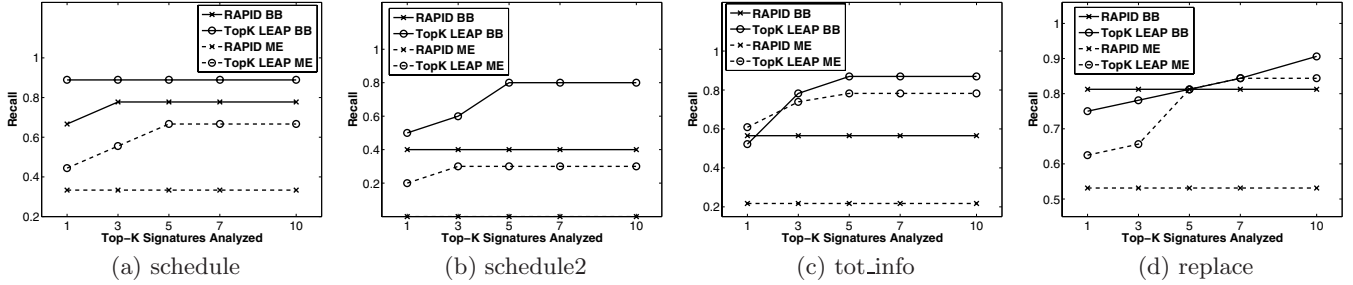 RAPID BB
TopK LEAP BB
RAPID ME
TopK LEAP ME
1
0.8
0.6
0.4
0.2
Recall
1 3 5 7 10
Top-K Signatures Analyzed
(a) schedule
RAPID BB
TopK LEAP BB
RAPID ME
TopK LEAP ME
1
0.8
0.6
0.4
0.2
Recall
1 3 5 7 10
Top-K Signatures Analyzed
(b) schedule2
RAPID BB
TopK LEAP BB
RAPID ME
TopK LEAP ME
1
0.8
0.6
0.4
0.2
Recall
1 3 5 7 10
Top-K Signatures Analyzed
(c) tot_info
RAPID BB
TopK LEAP BB
RAPID ME
TopK LEAP ME
1
0.9
0.8
0.7
0.6
0.5
Recall
1 3 5 7 10
Top-K Signatures Analyzed
(d) replace